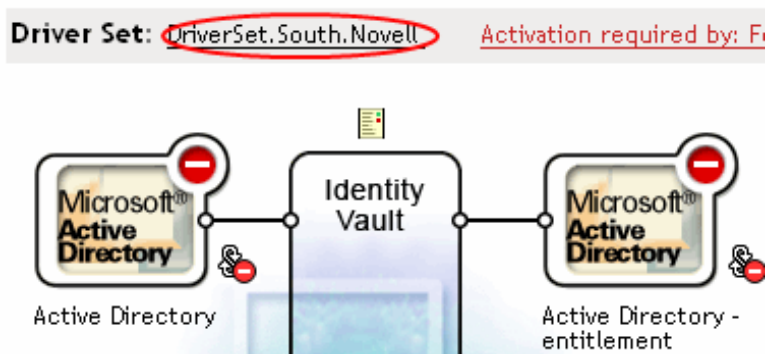 Driver Set: DriverSet.South.Novell Activation required by:
Identity
Vault
Microsoft®
Active
Directory
Microsoft®
Active
Directory
Active Directory
Active Directory -
entitlement